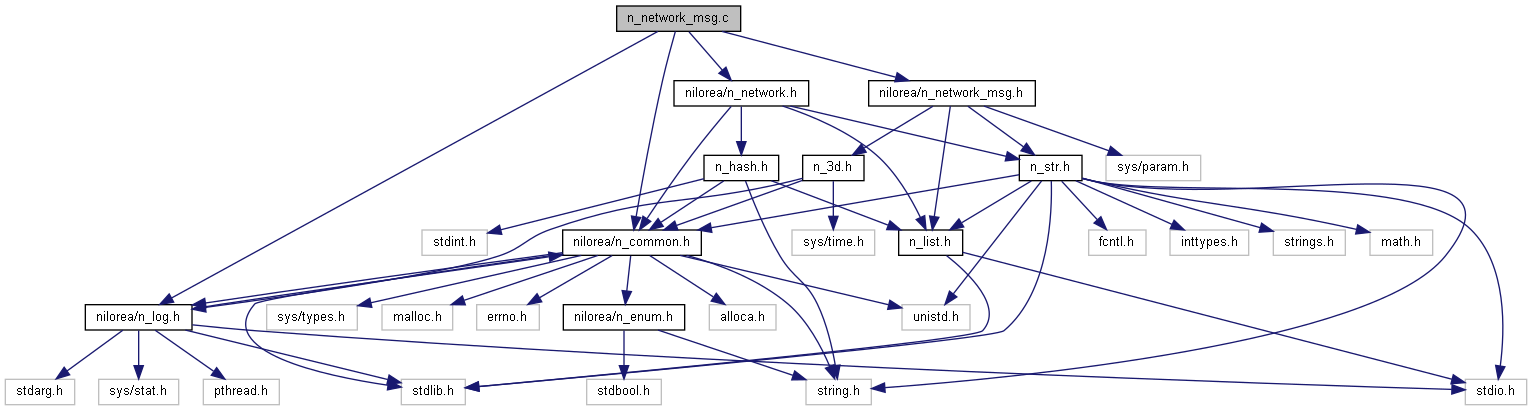 n_network_msg.c
nilorea/n_network.h
nilorea/n_network_msg.h
n_hash.h
n_3d.h
n_str.h
sys/param.h
stdint.h
nilorea/n_common.h
sys/time.h
n_list.h
fcntl.h
inttypes.h
strings.h
math.h
nilorea/n_log.h
sys/types.h
malloc.h
errno.h
nilorea/n_enum.h
alloca.h
unistd.h
stdarg.h
sys/stat.h
pthread.h
stdlib.h
stdbool.h
string.h
stdio.h